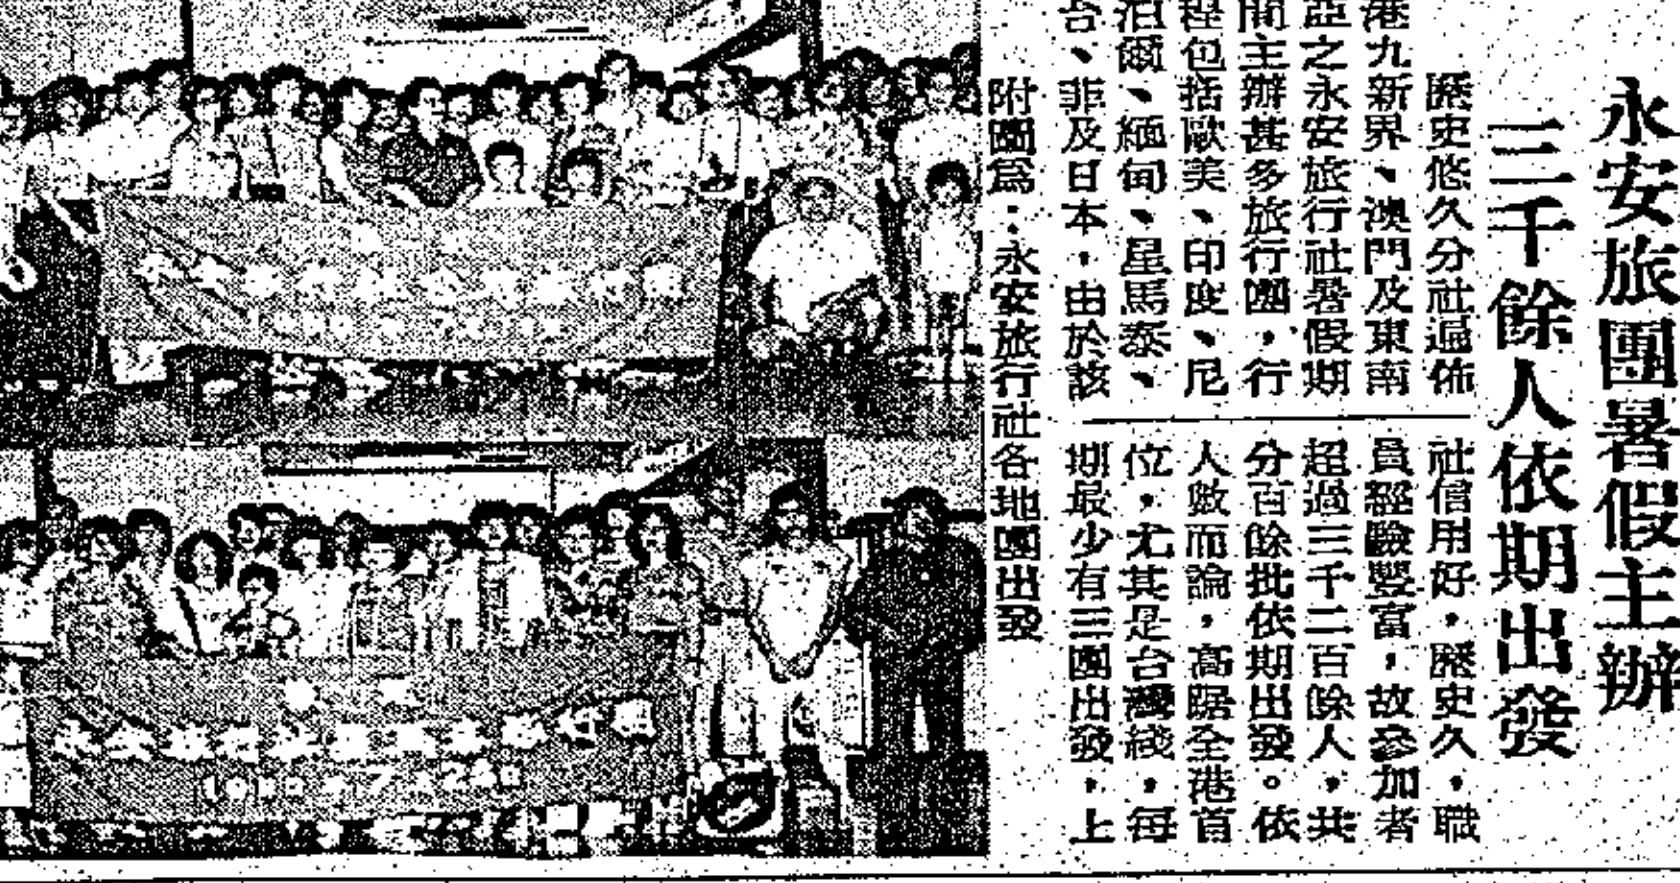 永安旅團暑假主辦
三千餘人依期出發
歷史悠久分社遍佈
港九新界、澳門及東南
亞之永安旅行社暑假期
間主辦甚多旅行團，行
程包括歐美、印度、尼
泊爾、緬甸、星馬泰、
台、菲及日本，由於該
社信用好，歷史久，職
員經驗豐富，故參加者
超過三千二百餘人，共
分百餘批依期出發。依
人數而論，高踞全港首
位，尤其是台灣綫，每
期最少有三團出發，上
附圖爲：永安旅行社各地團出發